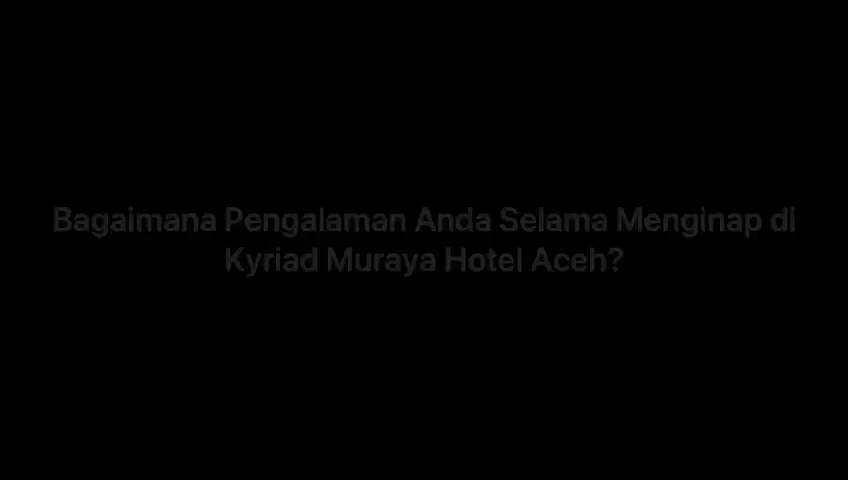 Bagaimana Pengalaman Anda Selama Menginap di
Kyriad Muraya Hotel Aceh?